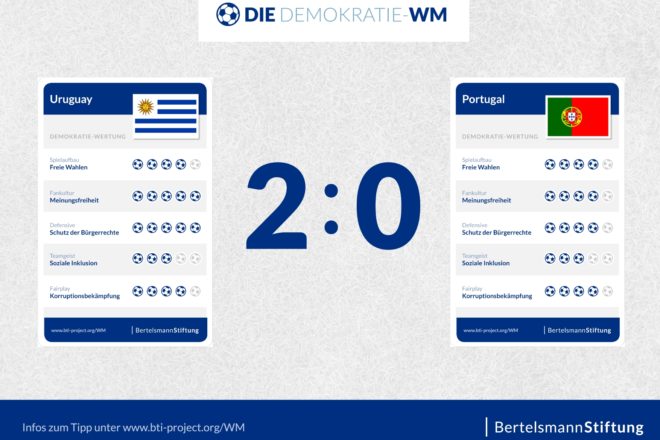 DIE DEMOKRATIE-WM
Uruguay
DEMOKRATIE-WERTUNG
Spielaufbau
Freie Wahlen
Fankultur
Meinungsfreiheit
Defensive
Schutz der Bürgerrechte
Teamgeist
Soziale Inklusion
Fairplay
Korruptionsbekämpfung
www.bti-project.org/WM
BertelsmannStiftung
2:0
Portugal
DEMOKRATIE-WERTUNG
Spielaufbau
Freie Wahlen
Fankultur
Meinungsfreiheit
Defensive
Schutz der Bürgerrechte
Teamgeist
Soziale Inklusion
Fairplay
Korruptionsbekämpfung
www.bti-project.org/WM
BertelsmannStiftung
Infos zum Tipp unter www.bti-project.org/WM
BertelsmannStiftung